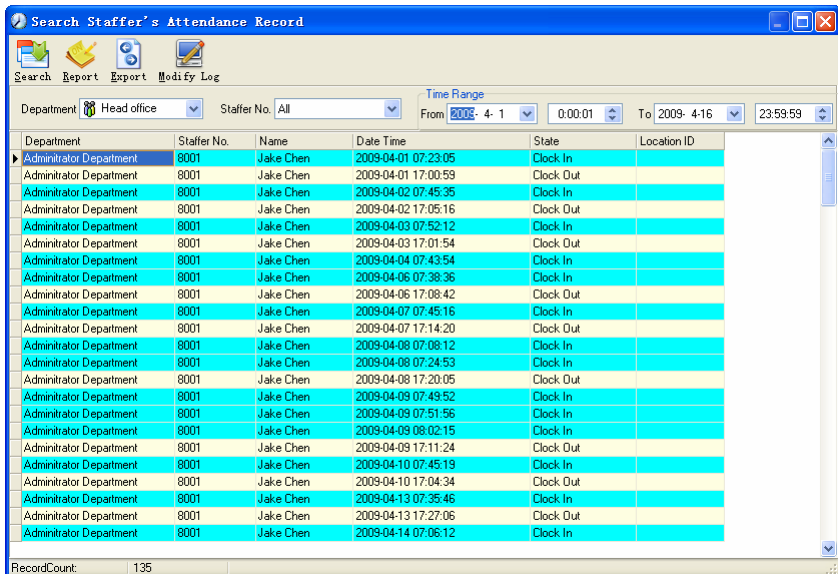 Search Staffer's Attendance Record
Search Report Export Modify Log
Time Range
Department Head office Staffer No. All From 2009- 4- 1 0:00:01 To 2009- 4-16 23:59:59
Department Staffer No. Name Date Time State Location ID
Adminitrator Department 8001 Jake Chen 2009-04-01 07:23:05 Clock In
Adminitrator Department 8001 Jake Chen 2009-04-01 17:00:59 Clock Out
Adminitrator Department 8001 Jake Chen 2009-04-02 07:45:35 Clock In
Adminitrator Department 8001 Jake Chen 2009-04-02 17:05:16 Clock Out
Adminitrator Department 8001 Jake Chen 2009-04-03 07:52:12 Clock In
Adminitrator Department 8001 Jake Chen 2009-04-03 17:01:54 Clock Out
Adminitrator Department 8001 Jake Chen 2009-04-04 07:43:54 Clock In
Adminitrator Department 8001 Jake Chen 2009-04-06 07:38:36 Clock In
Adminitrator Department 8001 Jake Chen 2009-04-06 17:08:42 Clock Out
Adminitrator Department 8001 Jake Chen 2009-04-07 07:45:16 Clock In
Adminitrator Department 8001 Jake Chen 2009-04-07 17:14:20 Clock Out
Adminitrator Department 8001 Jake Chen 2009-04-08 07:08:12 Clock In
Adminitrator Department 8001 Jake Chen 2009-04-08 07:24:53 Clock In
Adminitrator Department 8001 Jake Chen 2009-04-08 17:20:05 Clock Out
Adminitrator Department 8001 Jake Chen 2009-04-09 07:49:52 Clock In
Adminitrator Department 8001 Jake Chen 2009-04-09 07:51:56 Clock In
Adminitrator Department 8001 Jake Chen 2009-04-09 08:02:15 Clock In
Adminitrator Department 8001 Jake Chen 2009-04-09 17:11:24 Clock Out
Adminitrator Department 8001 Jake Chen 2009-04-10 07:45:19 Clock In
Adminitrator Department 8001 Jake Chen 2009-04-10 17:04:34 Clock Out
Adminitrator Department 8001 Jake Chen 2009-04-13 07:35:46 Clock In
Adminitrator Department 8001 Jake Chen 2009-04-13 17:27:06 Clock Out
Adminitrator Department 8001 Jake Chen 2009-04-14 07:06:12 Clock In
RecordCount: 135